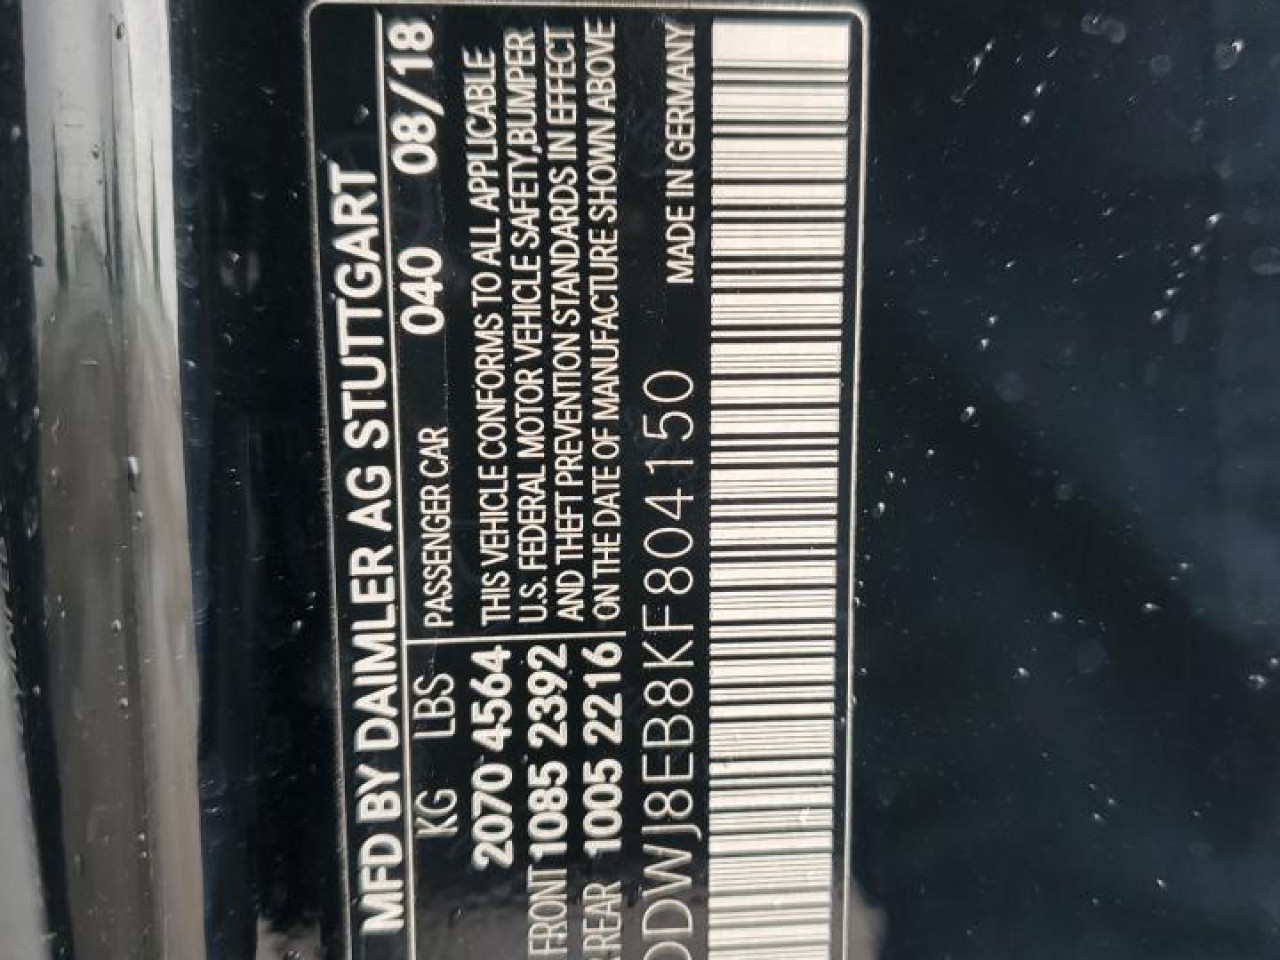 MFD BY DAIMLER AG STUTTGART
KG LBS PASSENGER CAR 040 08/18
2070 4564
FRONT 1085 2392
REAR 1005 2216
THIS VEHICLE CONFORMS TO ALL APPLICABLE
U.S. FEDERAL MOTOR VEHICLE SAFETY,BUMPER
AND THEFT PREVENTION STANDARDS IN EFFECT
ON THE DATE OF MANUFACTURE SHOWN ABOVE
DDWJ8EB8KF804150 MADE IN GERMANY